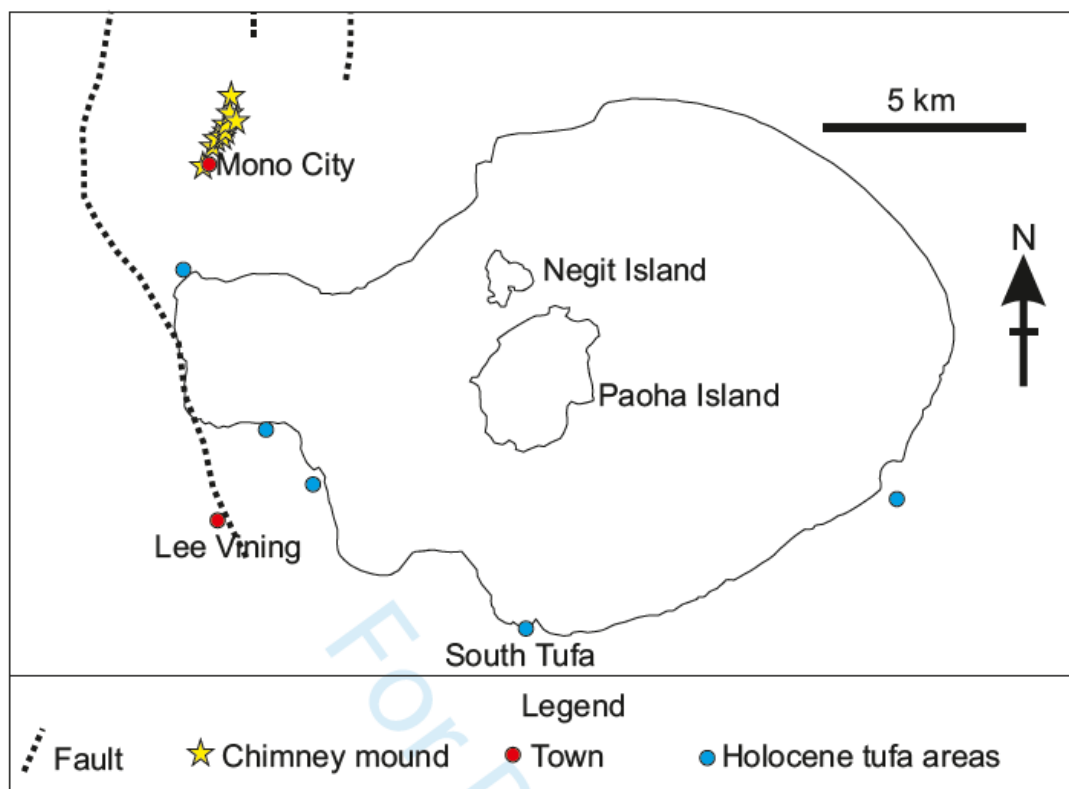 5 km
Mono City
N
Negit Island
Paoha Island
Lee Vining
South Tufa
For
Legend
Fault
Chimney mound
Town
Holocene tufa areas